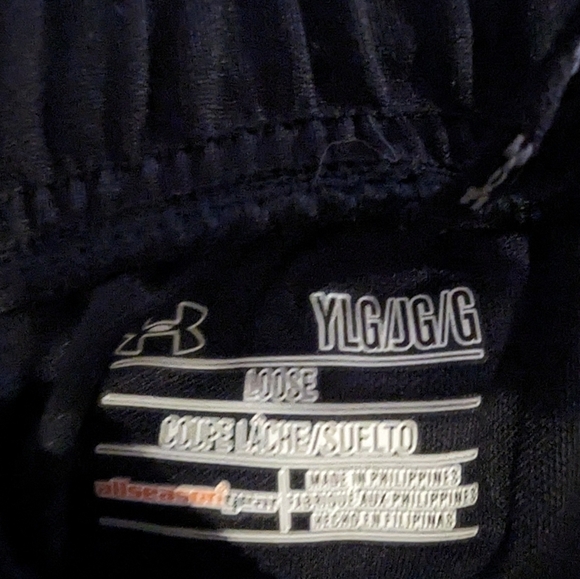 YLG/JG/G
LOOSE
COUPE LÂCHE/SUELTO
allseasongear
MADE IN PHILIPPINES
FABRIQUÉ AUX PHILIPPINES
HECHO EN FILIPINAS